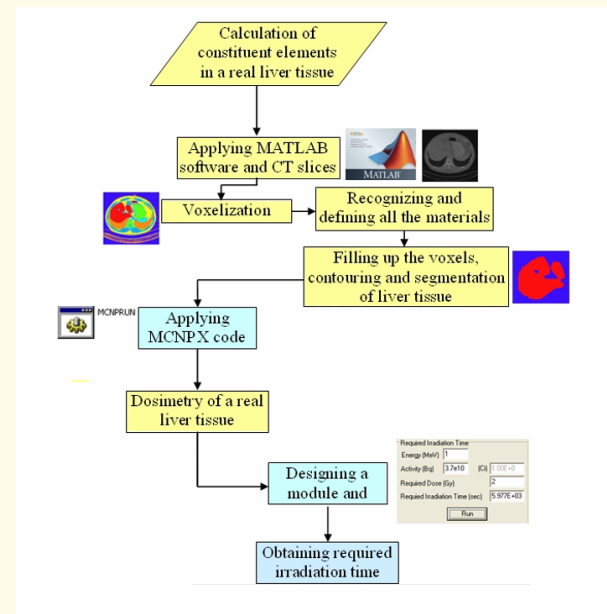 Calculation of
constituent elements
in a real liver tissue
Applying MATLAB
software and CT slices
MATLAB
Voxelization
Recognizing and
defining all the materials
Filling up the voxels,
contouring and segmentation
of liver tissue
MCNPRUN
Applying
MCNPX code
Dosimetry of a real
liver tissue
Required Irradiation Time
Energy (MeV) 1
Activity (Bq) 3.7e10 (Ci) 1.00E+0
Required Dose (Gy) 2
Required Irradiation Time (sec) 5.977E+03
Run
Designing a
module and
Obtaining required
irradiation time